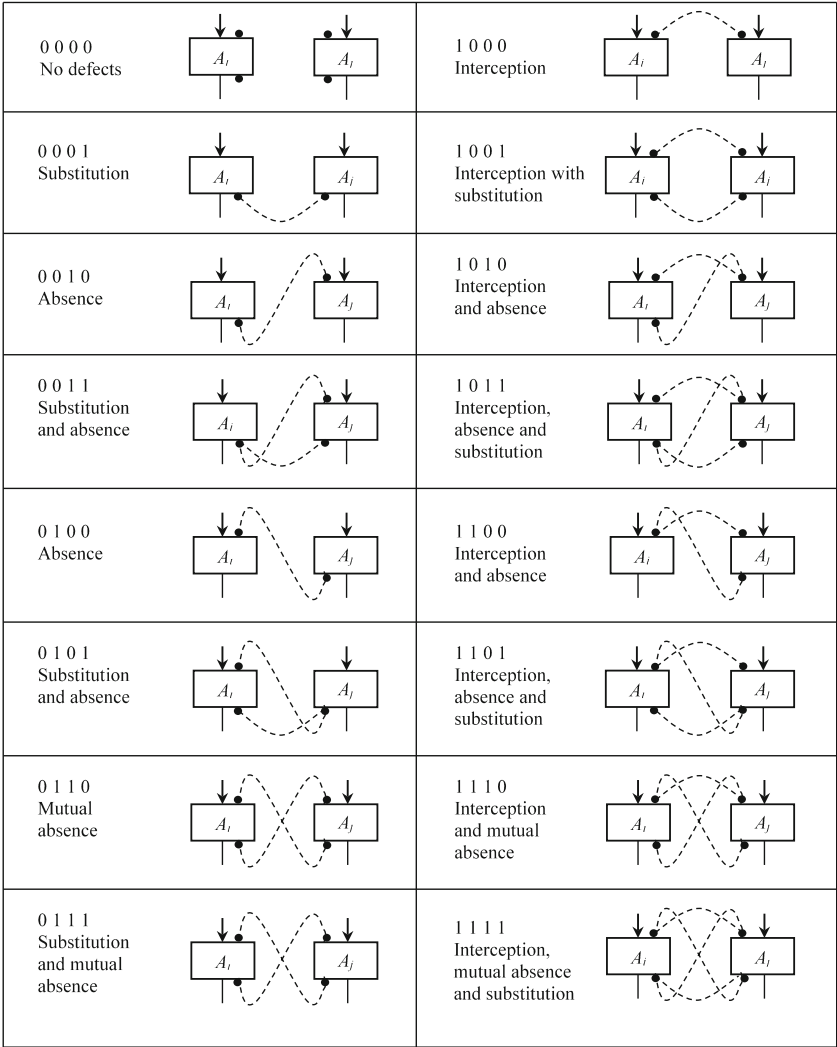 0 0 0 0
No defects
A_i A_i
1 0 0 0
Interception
A_i A_i
0 0 0 1
Substitution
A_i A_j
1 0 0 1
Interception with
substitution
A_i A_i
0 0 1 0
Absence
A_i A_j
1 0 1 0
Interception
and absence
A_i A_j
0 0 1 1
Substitution
and absence
A_i A_j
1 0 1 1
Interception,
absence and
substitution
A_i A_j
0 1 0 0
Absence
A_i A_j
1 1 0 0
Interception
and absence
A_i A_j
0 1 0 1
Substitution
and absence
A_i A_j
1 1 0 1
Interception,
absence and
substitution
A_i A_j
0 1 1 0
Mutual
absence
A_i A_j
1 1 1 0
Interception
and mutual
absence
A_i A_j
0 1 1 1
Substitution
and mutual
absence
A_i A_j
1 1 1 1
Interception,
mutual absence
and substitution
A_i A_i